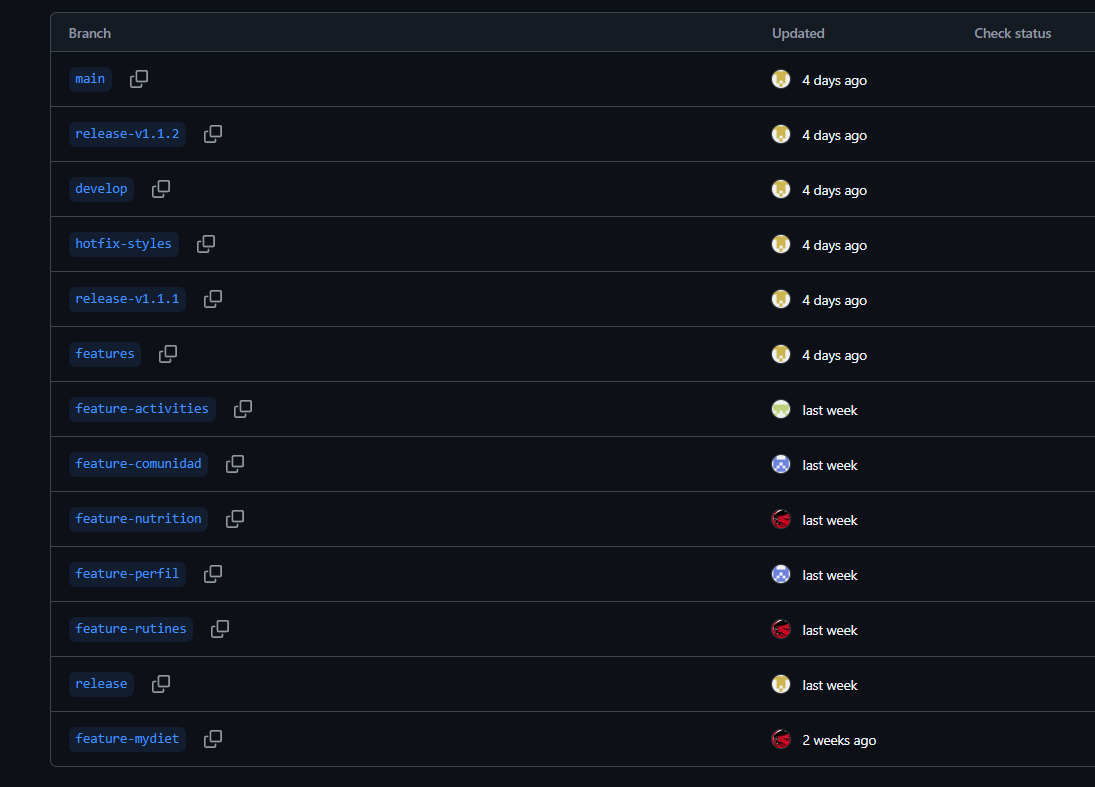 Branch Updated Check status
main 4 days ago
release-v1.1.2 4 days ago
develop 4 days ago
hotfix-styles 4 days ago
release-v1.1.1 4 days ago
features 4 days ago
feature-activities last week
feature-comunidad last week
feature-nutrition last week
feature-perfil last week
feature-rutines last week
release last week
feature-mydiet 2 weeks ago